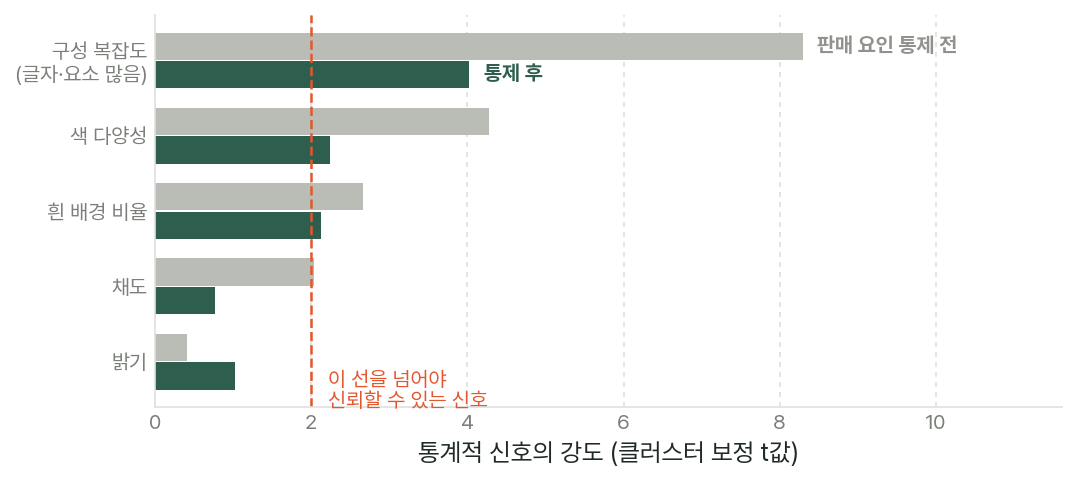 구성 복잡도
(글자·요소 많음)
판매 요인 통제 전
통제 후
색 다양성
흰 배경 비율
채도
밝기
이 선을 넘어야
신뢰할 수 있는 신호
0 2 4 6 8 10
통계적 신호의 강도 (클러스터 보정 t값)